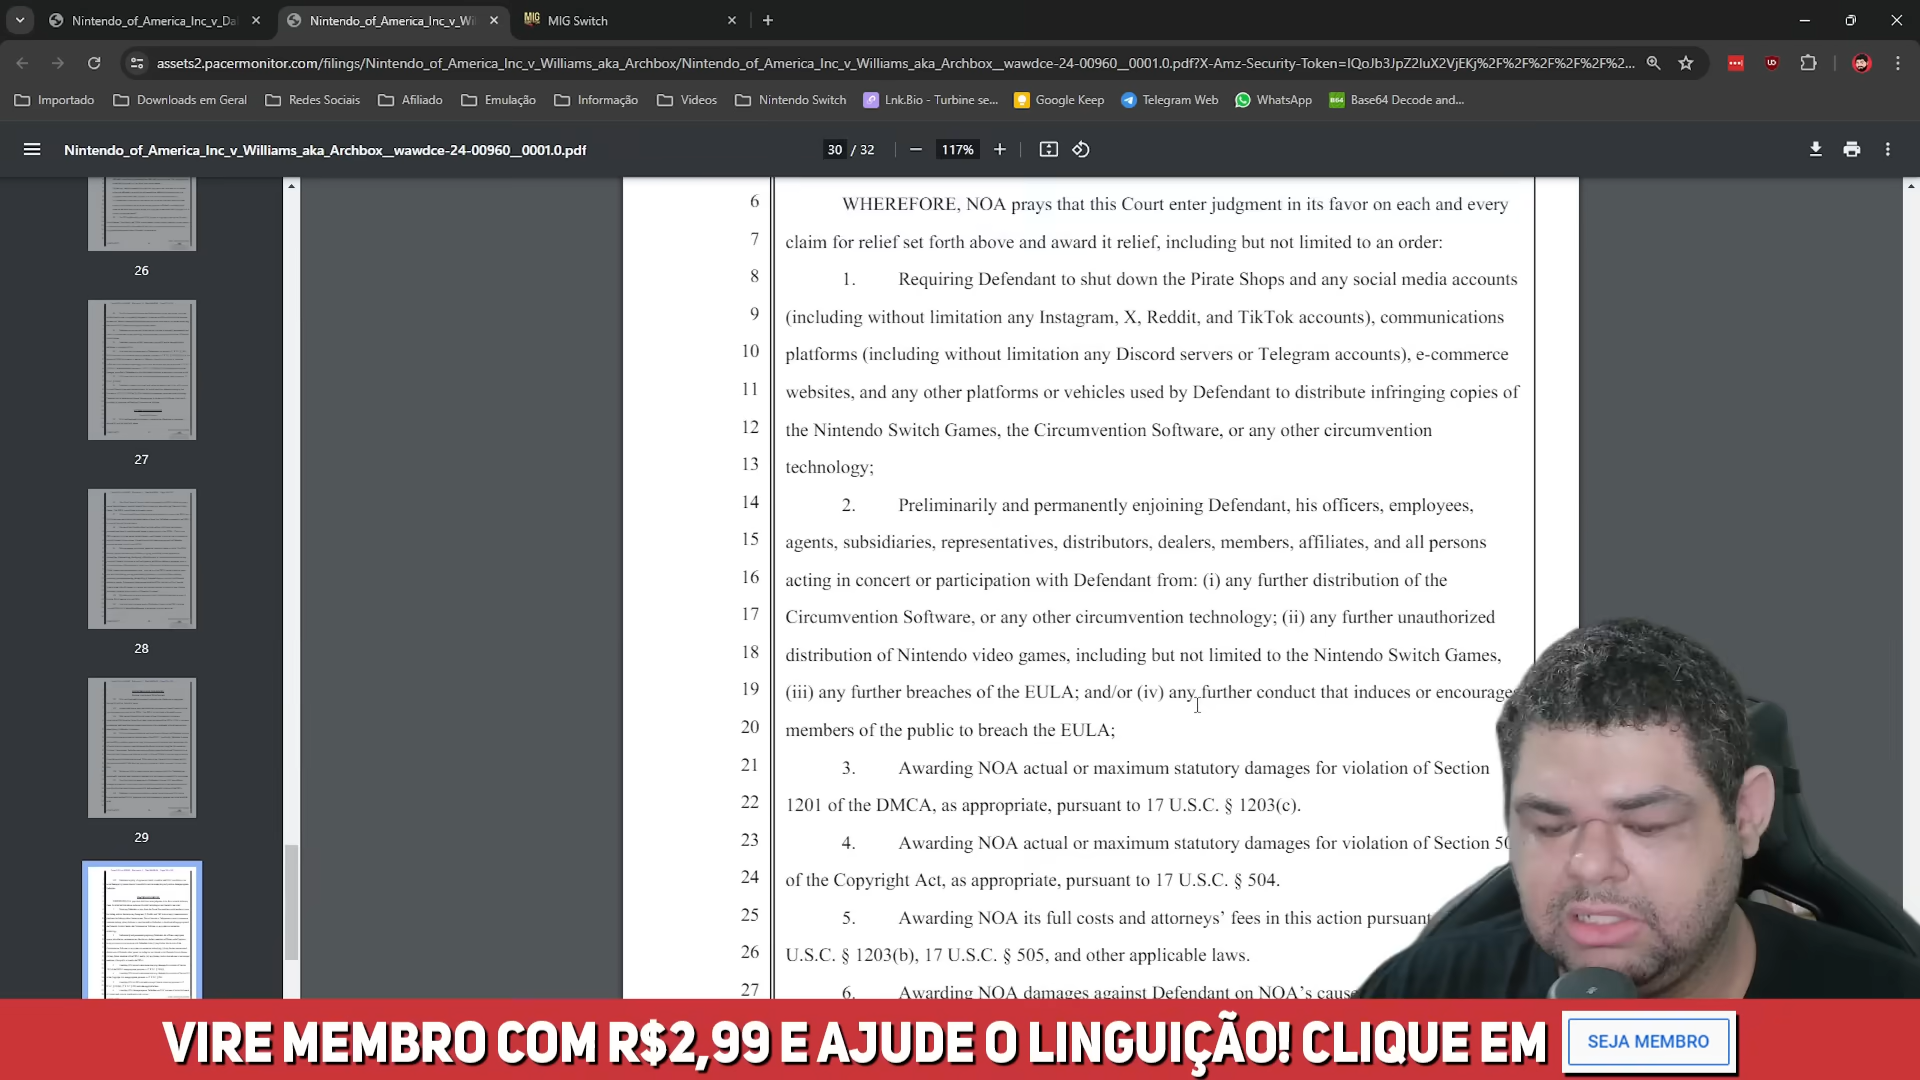 Nintendo_of_America_Inc_v_Da
Nintendo_of_America_Inc_v_Wi
MIG Switch
assets2.pacermonitor.com/filings/Nintendo_of_America_Inc_v_Williams_aka_Archbox/Nintendo_of_America_Inc_v_Williams_aka_Archbox__wawdce-24-00960__0001.0.pdf?X-Amz-Security-Token=IQoJb3JpZ2luX2VjEKj%2F%2F%2F%2F%2F%2F%2...
Importado Downloads em Geral Redes Sociais Afiliado Emulação Informação Videos Nintendo Switch Lnk.Bio - Turbine se... Google Keep Telegram Web WhatsApp B64 Base64 Decode and...
Nintendo_of_America_Inc_v_Williams_aka_Archbox__wawdce-24-00960__0001.0.pdf 30 / 32 117%
26
27
28
29
6 WHEREFORE, NOA prays that this Court enter judgment in its favor on each and every
7 claim for relief set forth above and award it relief, including but not limited to an order:
8 1. Requiring Defendant to shut down the Pirate Shops and any social media accounts
9 (including without limitation any Instagram, X, Reddit, and TikTok accounts), communications
10 platforms (including without limitation any Discord servers or Telegram accounts), e-commerce
11 websites, and any other platforms or vehicles used by Defendant to distribute infringing copies of
12 the Nintendo Switch Games, the Circumvention Software, or any other circumvention
13 technology;
14 2. Preliminarily and permanently enjoining Defendant, his officers, employees,
15 agents, subsidiaries, representatives, distributors, dealers, members, affiliates, and all persons
16 acting in concert or participation with Defendant from: (i) any further distribution of the
17 Circumvention Software, or any other circumvention technology; (ii) any further unauthorized
18 distribution of Nintendo video games, including but not limited to the Nintendo Switch Games,
19 (iii) any further breaches of the EULA; and/or (iv) any further conduct that induces or encourages
20 members of the public to breach the EULA;
21 3. Awarding NOA actual or maximum statutory damages for violation of Section
22 1201 of the DMCA, as appropriate, pursuant to 17 U.S.C. § 1203(c).
23 4. Awarding NOA actual or maximum statutory damages for violation of Section
24 of the Copyright Act, as appropriate, pursuant to 17 U.S.C. § 504.
25 5. Awarding NOA its full costs and attorneys' fees in this action pursuant
26 U.S.C. § 1203(b), 17 U.S.C. § 505, and other applicable laws.
27 6. Awarding NOA damages against Defendant on NOA's
VIRE MEMBRO COM R$2,99 E AJUDE O LINGUIÇÃO! CLIQUE EM SEJA MEMBRO